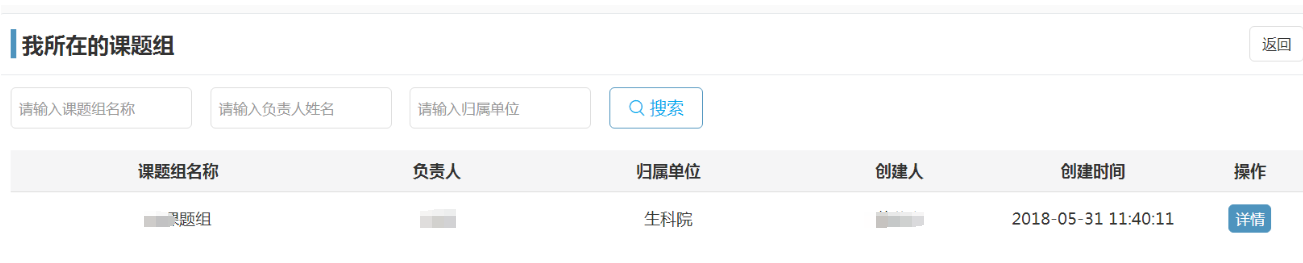 我所在的课题组
返回
请输入课题组名称 请输入负责人姓名 请输入归属单位 搜索
课题组名称 负责人 归属单位 创建人 创建时间 操作
课题组 生科院 2018-05-31 11:40:11 详情